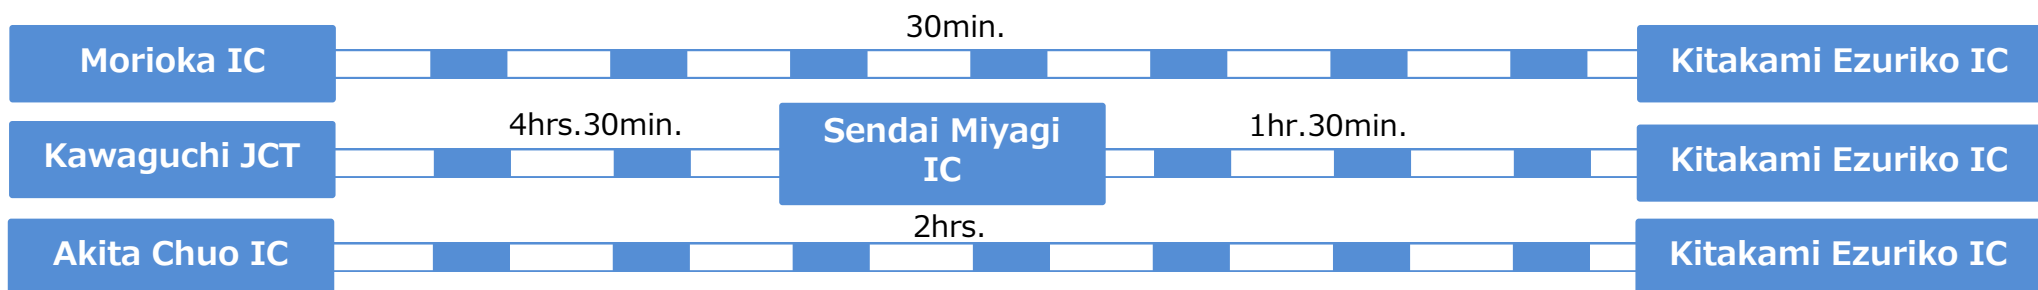 30min.
Morioka IC
Kitakami Ezuriko IC
4hrs.30min.
1hr.30min.
Kawaguchi JCT
Sendai Miyagi
IC
Kitakami Ezuriko IC
2hrs.
Akita Chuo IC
Kitakami Ezuriko IC